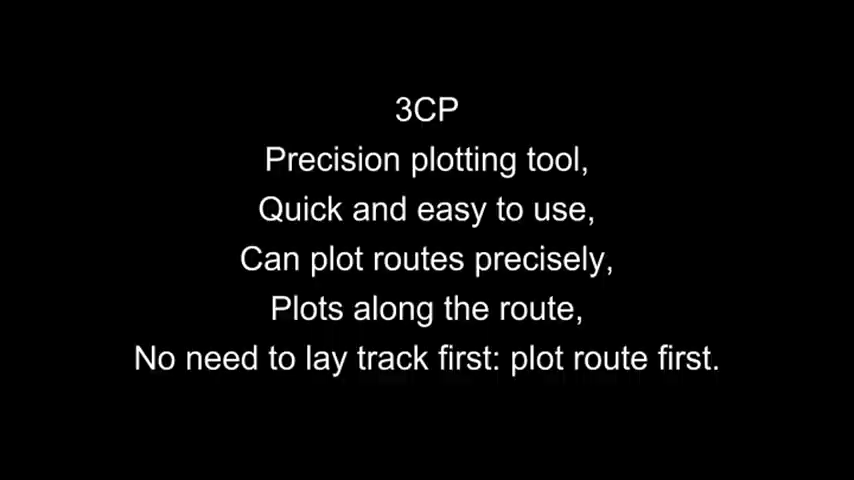 3CP
Precision plotting tool,
Quick and easy to use,
Can plot routes precisely,
Plots along the route,
No need to lay track first: plot route first.